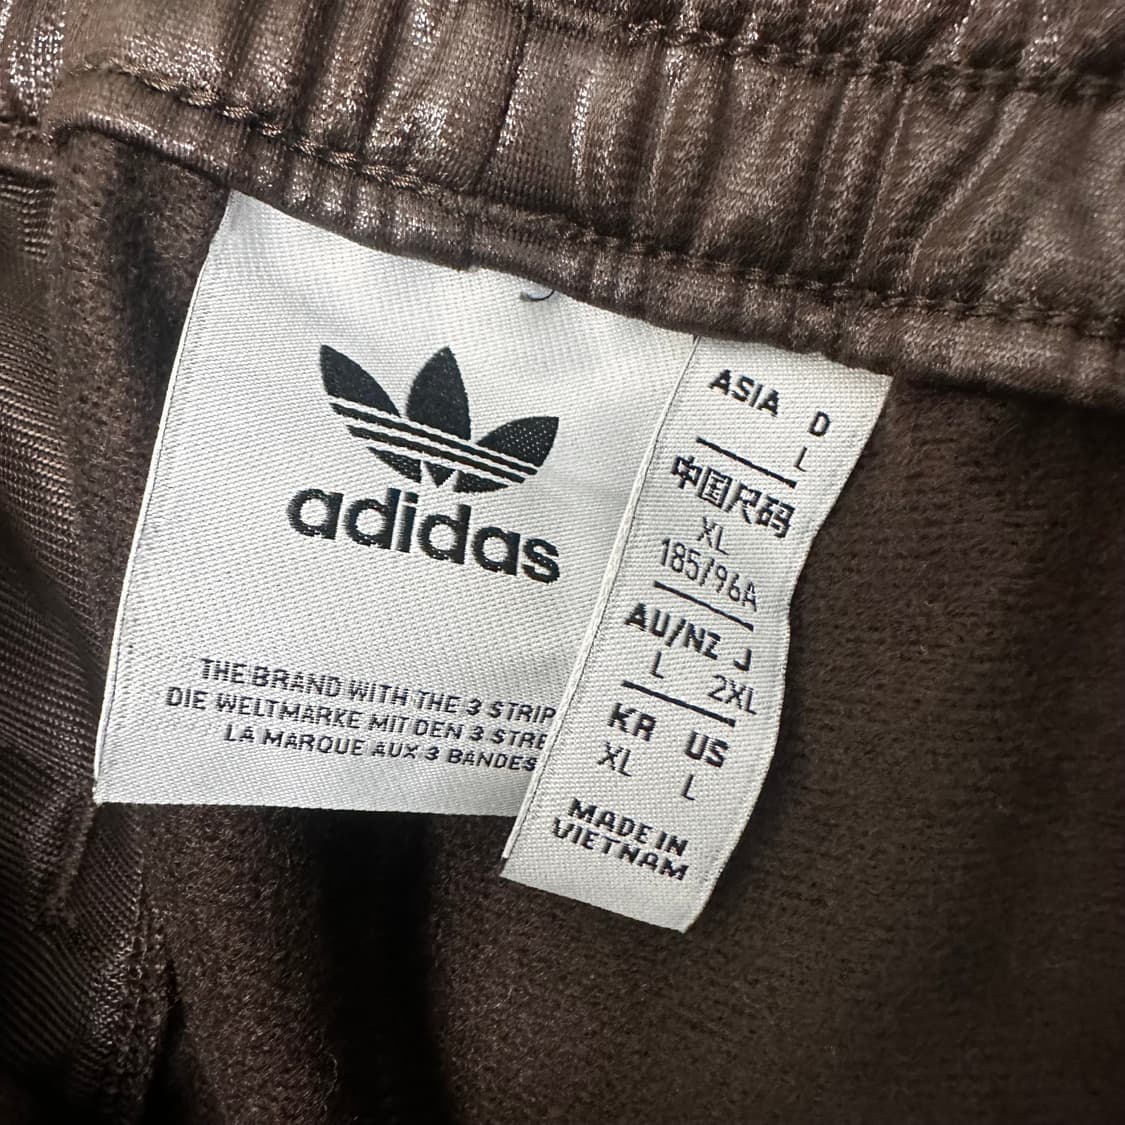 adidas
THE BRAND WITH THE 3 STRIP
DIE WELTMARKE MIT DEN 3 STRE
LA MARQUE AUX 3 BANDES
ASIA D
L
中国尺码
XL
185/96A
AU/NZ J
L 2XL
KR US
XL L
MADE IN
VIETNAM